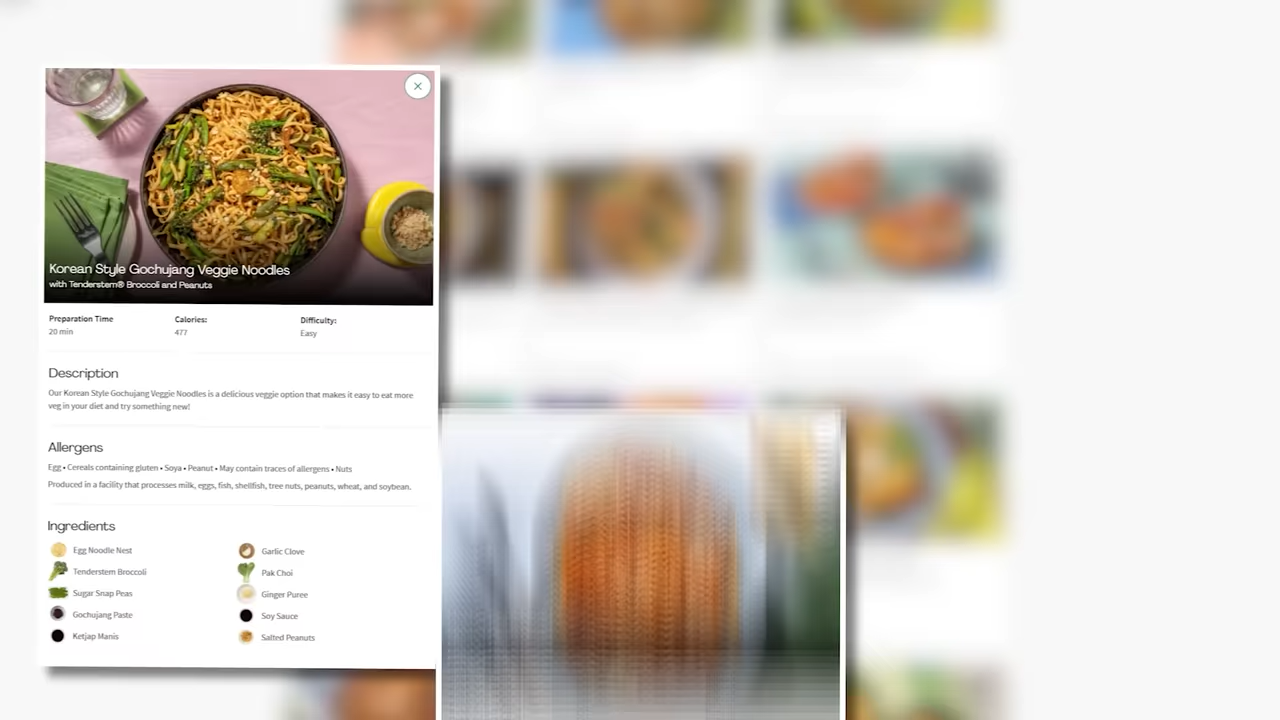 Korean Style Gochujang Veggie Noodles
with Tenderstem® Broccoli and Peanuts
Preparation Time
20 min
Calories:
477
Difficulty:
Easy
Description
Our Korean Style Gochujang Veggie Noodles is a delicious veggie option that makes it easy to eat more
veg in your diet and try something new!
Allergens
Egg • Cereals containing gluten • Soya • Peanut • May contain traces of allergens • Nuts
Produced in a facility that processes milk, eggs, fish, shellfish, tree nuts, peanuts, wheat, and soybean.
Ingredients
Egg Noodle Nest
Tenderstem Broccoli
Sugar Snap Peas
Gochujang Paste
Ketjap Manis
Garlic Clove
Pak Choi
Ginger Puree
Soy Sauce
Salted Peanuts